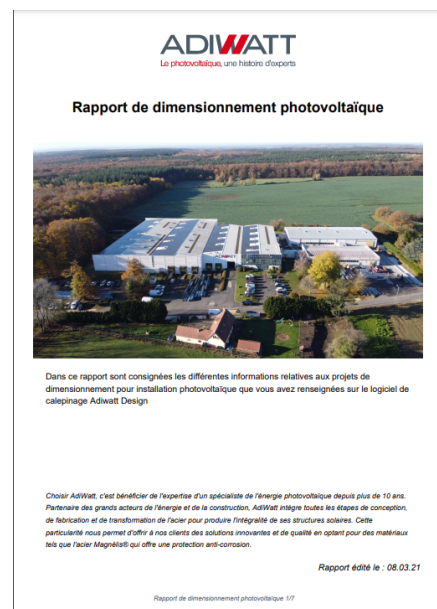 ADIWATT
Le photovoltaïque, une histoire d'experts
Rapport de dimensionnement photovoltaïque
Dans ce rapport sont consignées les différentes informations relatives aux projets de
dimensionnement pour installation photovoltaïque que vous avez renseignées sur le logiciel de
calepinage Adiwatt Design
Choisir AdiWatt, c'est bénéficier de l'expertise d'un spécialiste de l'énergie photovoltaïque depuis plus de 10 ans.
Partenaire des grands acteurs de l'énergie et de la construction, AdiWatt intègre toutes les étapes de conception,
de fabrication et de transformation de l'acier pour produire l'intégralité de ses structures solaires. Cette
particularité nous permet d'offrir à nos clients des solutions innovantes et de qualité en optant pour des matériaux
tels que l'acier Magnélis® qui offre une protection anti-corrosion.
Rapport édité le : 08.03.21
Rapport de dimensionnement photovoltaïque 1/7